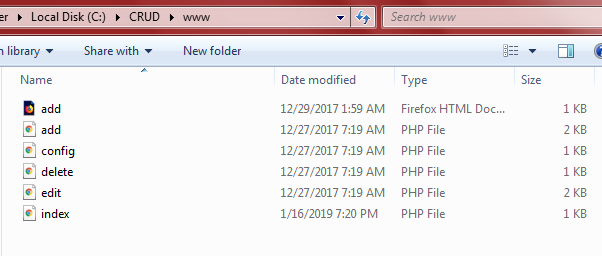 er ▸ Local Disk (C:) ▸ CRUD ▸ www Search www
n library Share with New folder
Name Date modified Type Size
add 12/29/2017 1:59 AM Firefox HTML Doc... 1 KB
add 12/27/2017 7:19 AM PHP File 2 KB
config 12/27/2017 7:19 AM PHP File 1 KB
delete 12/27/2017 7:19 AM PHP File 1 KB
edit 12/27/2017 7:19 AM PHP File 2 KB
index 1/16/2019 7:20 PM PHP File 1 KB